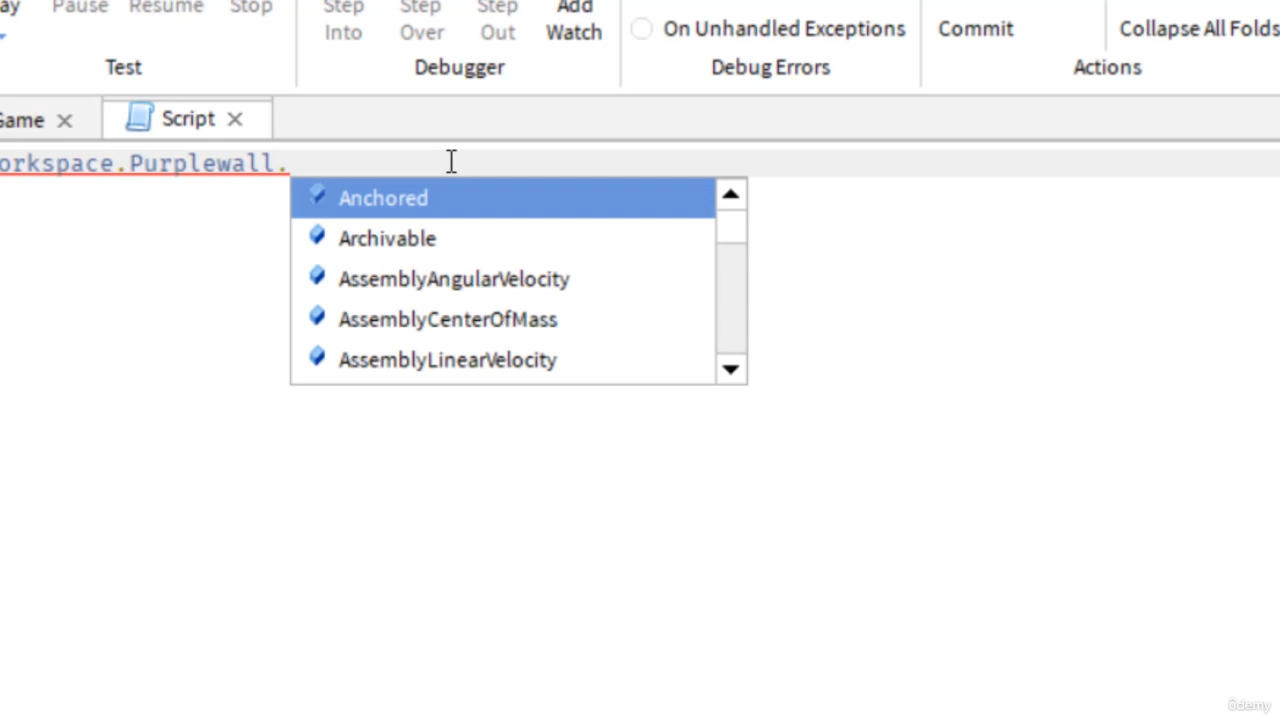 ay Pause Resume Stop
Step Into
Step Over
Step Out
Add Watch
On Unhandled Exceptions
Commit
Collapse All Folds
Test
Debugger
Debug Errors
Actions
Game
Script
orkspace.Purplewall.
Anchored
Archivable
AssemblyAngularVelocity
AssemblyCenterOfMass
AssemblyLinearVelocity
ûdemy